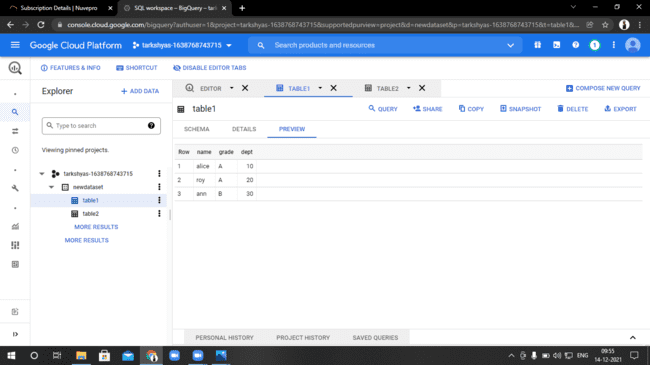 Subscription Details | Nuvepro
SQL workspace – BigQuery – tark
console.cloud.google.com/bigquery?authuser=1&project=tarkshyas-1638768743715&supportedpurview=project&d=newdataset&p=tarkshyas-1638768743715&t=table1&...
Incognito
Google Cloud Platform
tarkshyas-1638768743715
Search products and resources
1
FEATURES & INFO
SHORTCUT
DISABLE EDITOR TABS
Explorer
+ ADD DATA
Type to search
Viewing pinned projects.
tarkshyas-1638768743715
newdataset
table1
table2
MORE RESULTS
MORE RESULTS
EDITOR
TABLE1
TABLE2
COMPOSE NEW QUERY
table1
QUERY
SHARE
COPY
SNAPSHOT
DELETE
EXPORT
SCHEMA
DETAILS
PREVIEW
Row name grade dept
1 alice A 10
2 roy A 20
3 ann B 30
PERSONAL HISTORY
PROJECT HISTORY
SAVED QUERIES
ENG
09:55
14-12-2021